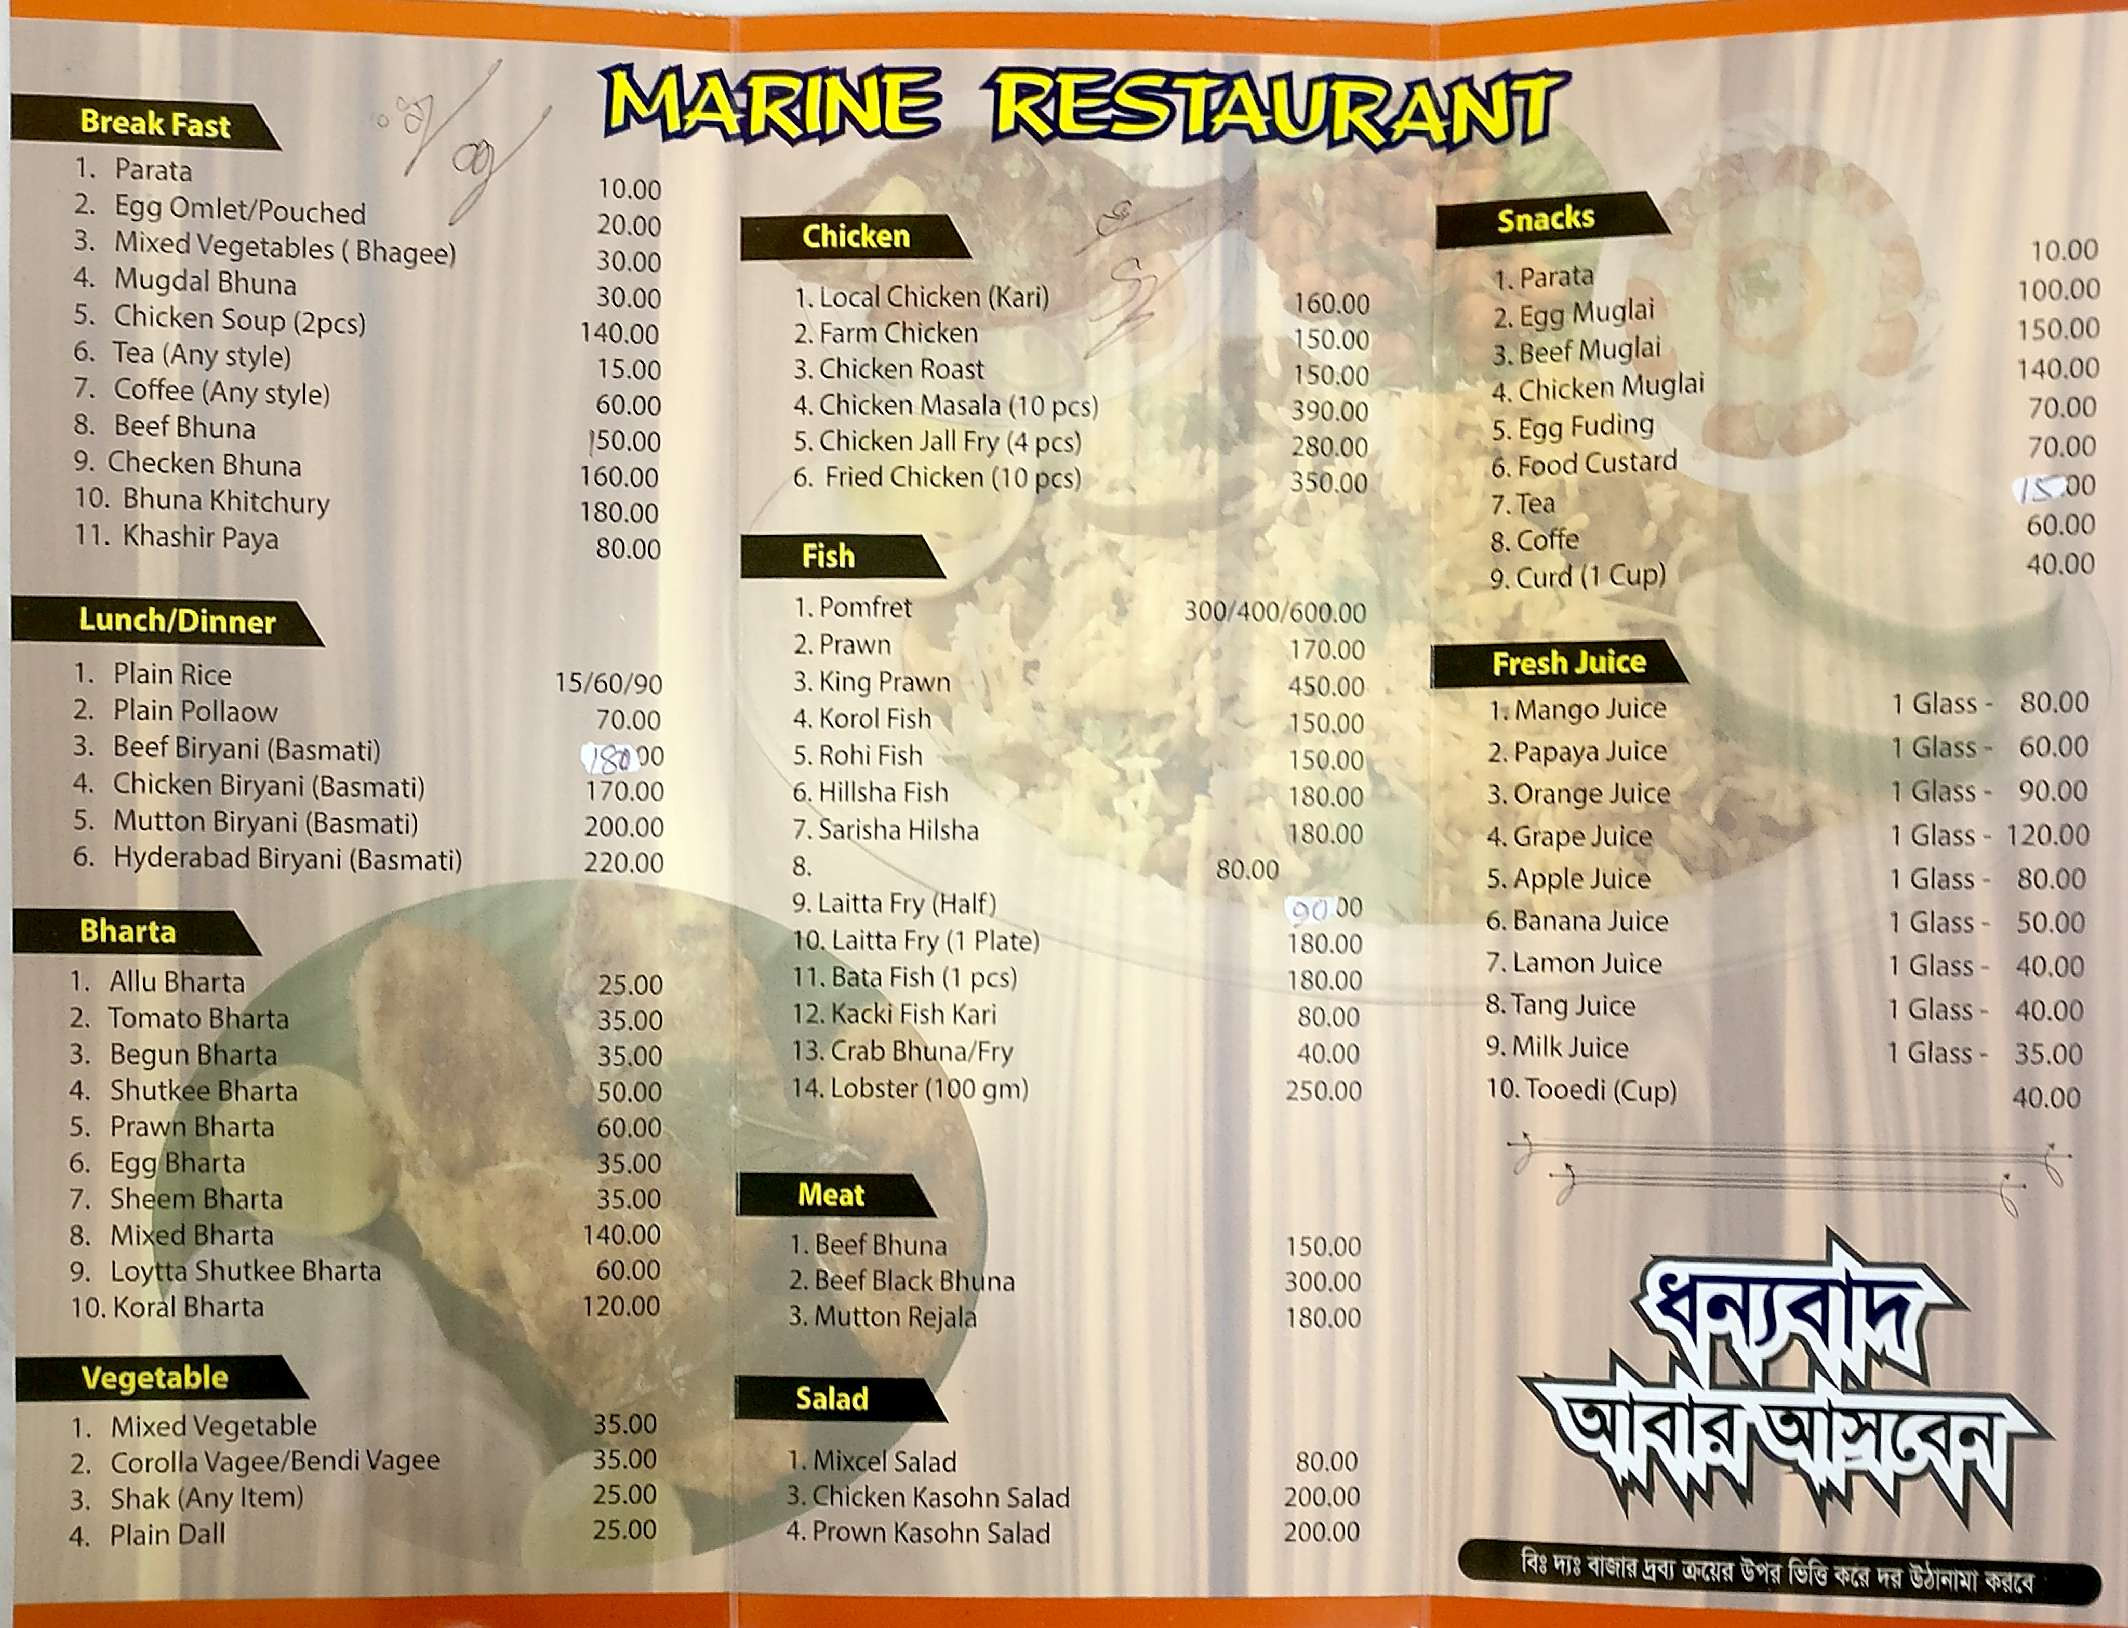 MARINE RESTAURANT
Break Fast
1. Parata 10.00
2. Egg Omlet/Pouched 20.00
3. Mixed Vegetables ( Bhagee) 30.00
4. Mugdal Bhuna 30.00
5. Chicken Soup (2pcs) 140.00
6. Tea (Any style) 15.00
7. Coffee (Any style) 60.00
8. Beef Bhuna 150.00
9. Checken Bhuna 160.00
10. Bhuna Khitchury 180.00
11. Khashir Paya 80.00
Lunch/Dinner
1. Plain Rice 15/60/90
2. Plain Pollaow 70.00
3. Beef Biryani (Basmati) 180.00
4. Chicken Biryani (Basmati) 170.00
5. Mutton Biryani (Basmati) 200.00
6. Hyderabad Biryani (Basmati) 220.00
Bharta
1. Allu Bharta 25.00
2. Tomato Bharta 35.00
3. Begun Bharta 35.00
4. Shutkee Bharta 50.00
5. Prawn Bharta 60.00
6. Egg Bharta 35.00
7. Sheem Bharta 35.00
8. Mixed Bharta 140.00
9. Loytta Shutkee Bharta 60.00
10. Koral Bharta 120.00
Vegetable
1. Mixed Vegetable 35.00
2. Corolla Vagee/Bendi Vagee 35.00
3. Shak (Any Item) 25.00
4. Plain Dall 25.00
Chicken
1. Local Chicken (Kari) 160.00
2. Farm Chicken 150.00
3. Chicken Roast 150.00
4. Chicken Masala (10 pcs) 390.00
5. Chicken Jall Fry (4 pcs) 280.00
6. Fried Chicken (10 pcs) 350.00
Fish
1. Pomfret 300/400/600.00
2. Prawn 170.00
3. King Prawn 450.00
4. Korol Fish 150.00
5. Rohi Fish 150.00
6. Hillsha Fish 180.00
7. Sarisha Hilsha 180.00
8. 80.00
9. Laitta Fry (Half) 90.00
10. Laitta Fry (1 Plate) 180.00
11. Bata Fish (1 pcs) 180.00
12. Kacki Fish Kari 80.00
13. Crab Bhuna/Fry 40.00
14. Lobster (100 gm) 250.00
Meat
1. Beef Bhuna 150.00
2. Beef Black Bhuna 300.00
3. Mutton Rejala 180.00
Salad
1. Mixcel Salad 80.00
3. Chicken Kasohn Salad 200.00
4. Prown Kasohn Salad 200.00
Snacks
1. Parata 10.00
2. Egg Muglai 100.00
3. Beef Muglai 150.00
4. Chicken Muglai 140.00
5. Egg Fuding 70.00
6. Food Custard 70.00
7. Tea 15.00
8. Coffe 60.00
9. Curd (1 Cup) 40.00
Fresh Juice
1. Mango Juice 1 Glass - 80.00
2. Papaya Juice 1 Glass - 60.00
3. Orange Juice 1 Glass - 90.00
4. Grape Juice 1 Glass - 120.00
5. Apple Juice 1 Glass - 80.00
6. Banana Juice 1 Glass - 50.00
7. Lamon Juice 1 Glass - 40.00
8. Tang Juice 1 Glass - 40.00
9. Milk Juice 1 Glass - 35.00
10. Tooedi (Cup) 40.00
ধন্যবাদ
আবার আসবেন
বিঃ দ্যঃ বাজার দ্রব্য ক্রয়ের উপর ভিত্তি করে দর উঠানামা করবে